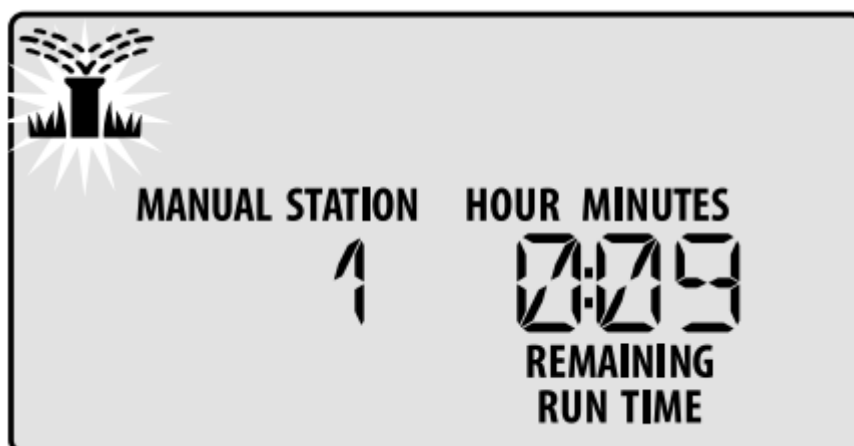 MANUAL STATION HOUR MINUTES
1 0:09
REMAINING
RUN TIME